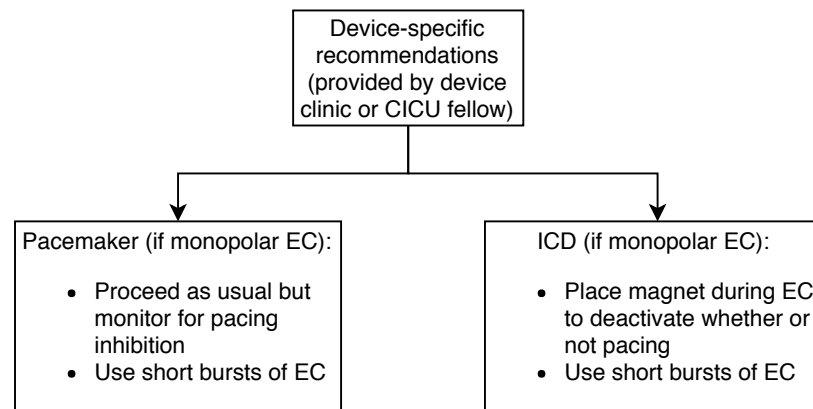 Device-specific
recommendations
(provided by device
clinic or CICU fellow)
Pacemaker (if monopolar EC):
• Proceed as usual but
monitor for pacing
inhibition
• Use short bursts of EC
ICD (if monopolar EC):
• Place magnet during EC
to deactivate whether or
not pacing
• Use short bursts of EC